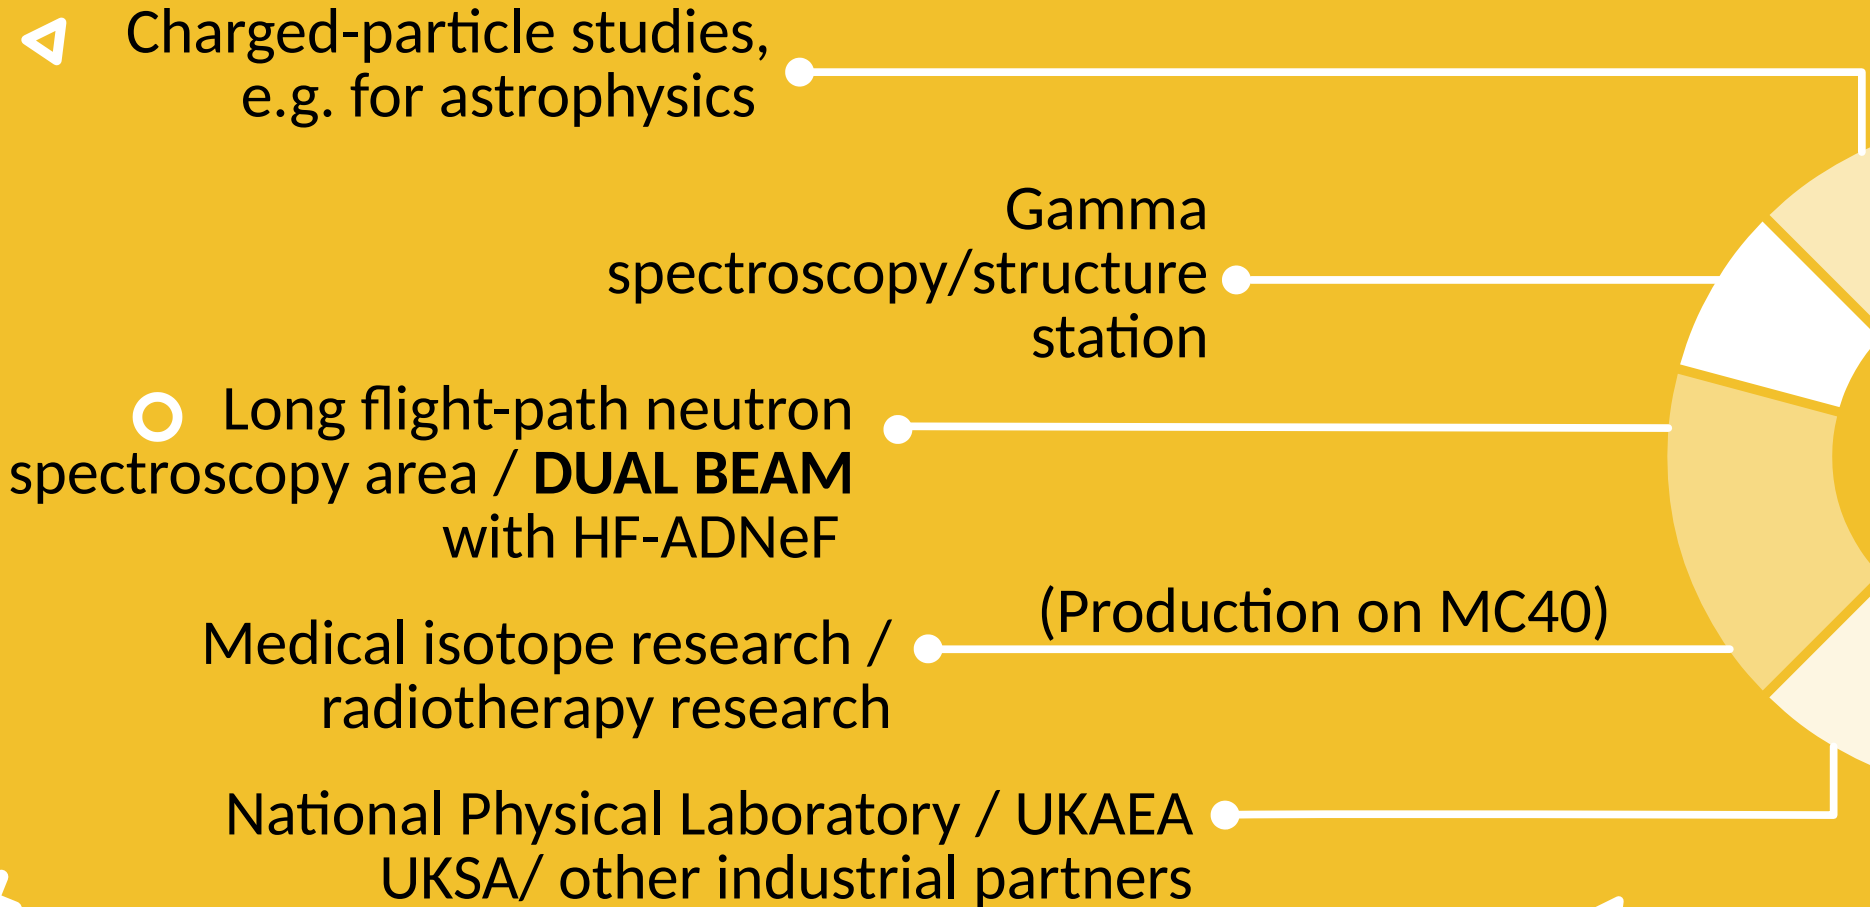 Charged-particle studies,
e.g. for astrophysics
Gamma
spectroscopy/structure
station
Long flight-path neutron
spectroscopy area / DUAL BEAM
with HF-ADNeF
(Production on MC40)
Medical isotope research /
radiotherapy research
National Physical Laboratory / UKAEA
UKSA/ other industrial partners